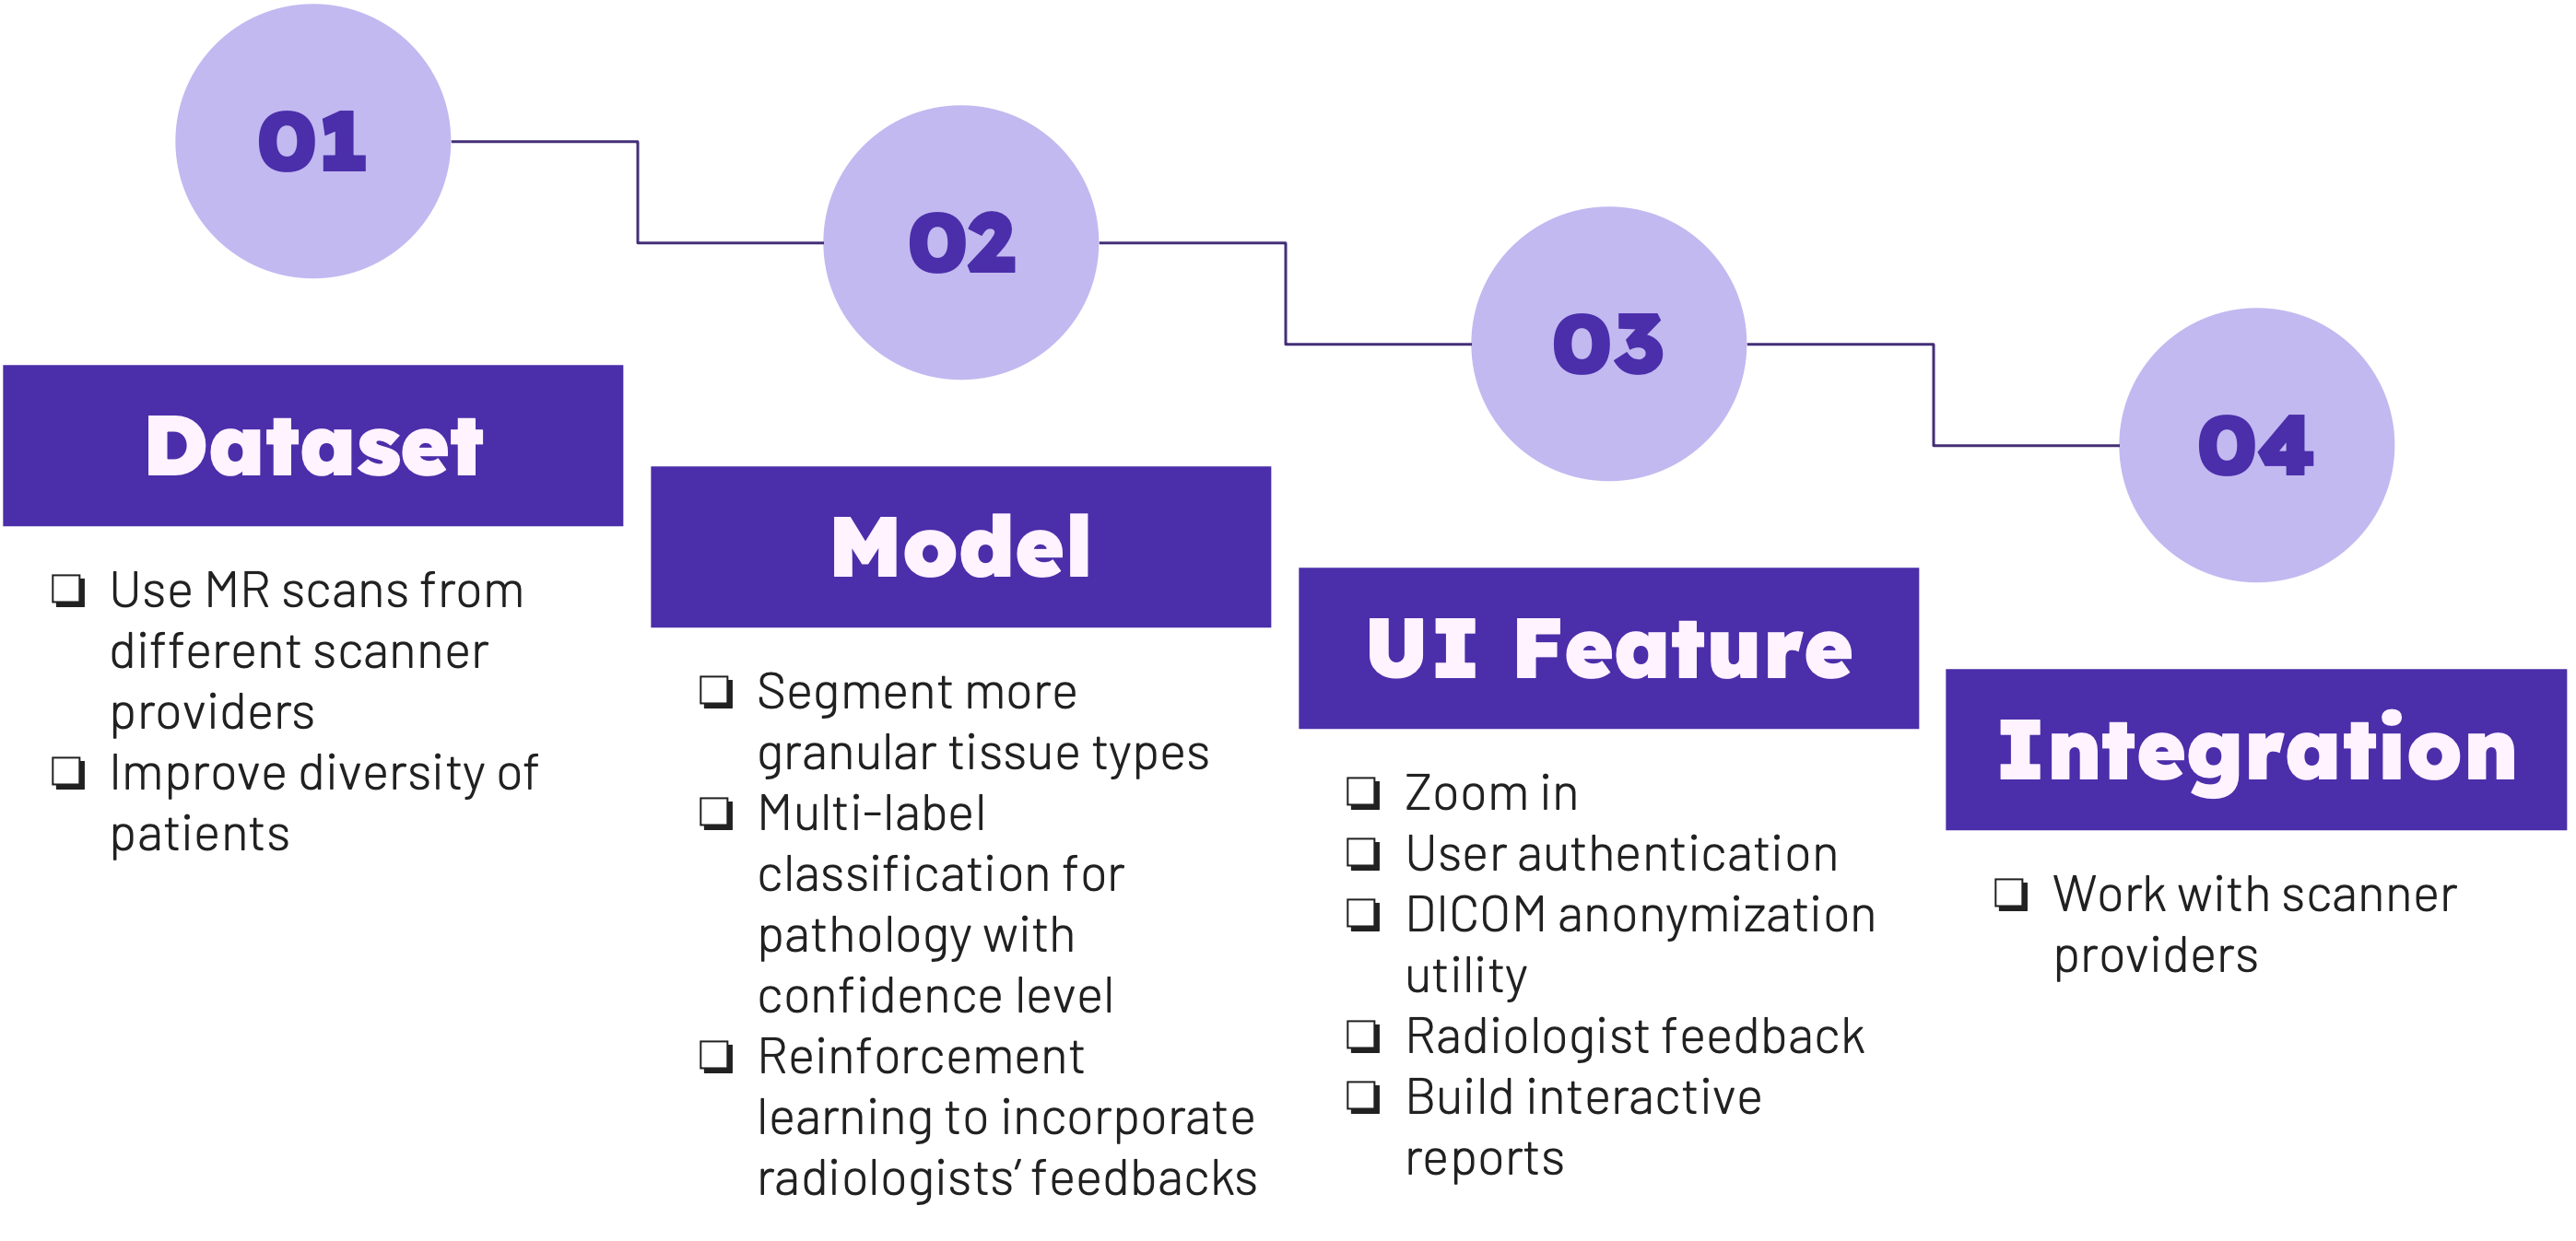 01
Dataset
❏ Use MR scans from
different scanner
providers
❏ Improve diversity of
patients
02
Model
❏ Segment more
granular tissue types
❏ Multi-label
classification for
pathology with
confidence level
❏ Reinforcement
learning to incorporate
radiologists’ feedbacks
03
UI Feature
❏ Zoom in
❏ User authentication
❏ DICOM anonymization
utility
❏ Radiologist feedback
❏ Build interactive
reports
04
Integration
❏ Work with scanner
providers